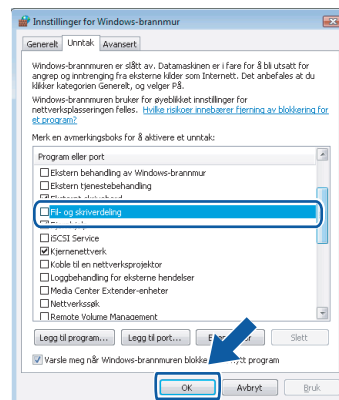 Innstillinger for Windows-brannmur
Generelt Unntak Avansert
Windows-brannmuren er slått av. Datamaskinen er i fare for å bli utsatt for
angrep og inntrenging fra eksterne kilder som Internett. Det anbefales at du
klikker kategorien Generelt, og velger På.
Windows-brannmuren bruker for øyeblikket innstillinger for
nettverksplasseringen felles. Hvilke risikoer innebærer fjerning av blokkering for
et program?
Merk en avmerkingsboks for å aktivere et unntak:
Program eller port
Ekstern behandling av Windows-brannmur
Ekstern tjenestebehandling
Fil- og skriverdeling
iSCSI Service
Kjernenettverk
Koble til en nettverksprojektor
Loggbehandling for eksterne hendelser
Media Center Extender-enheter
Nettverkssøk
Remote Volume Management
Legg til program... Legg til port... Slett
Varsle meg når Windows-brannmuren program
OK Avbryt Bruk